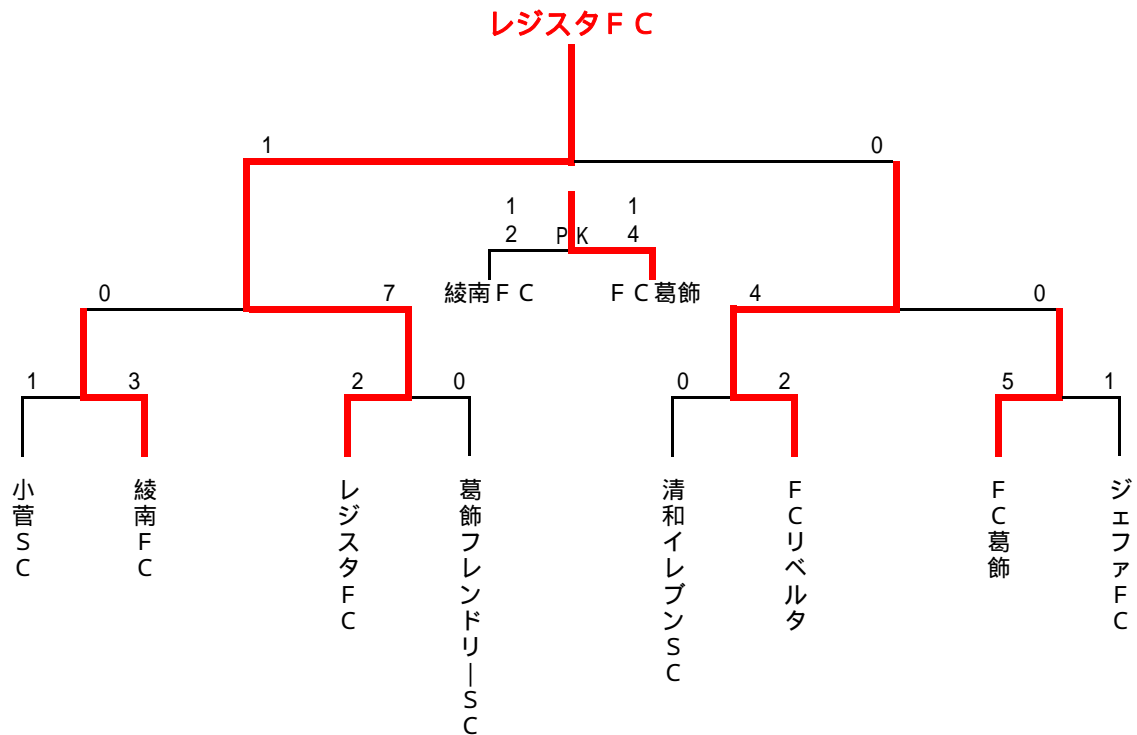 レジスタＦＣ
1 0
1 1
2 PK 4
綾南ＦＣ ＦＣ葛飾
0 7 4 0
1 3 2 0 0 2 5 1
小菅ＳＣ
綾南ＦＣ
レジスタＦＣ
葛飾フレンドリーＳＣ
清和イレブンＳＣ
ＦＣリベルタ
ＦＣ葛飾
ジェファＦＣ